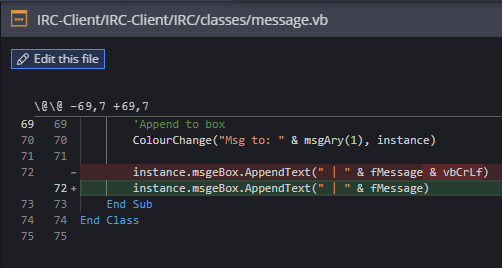 IRC-Client/IRC-Client/IRC/classes/message.vb
Edit this file
\@\@ -69,7 +69,7
69 69 'Append to box
70 70 ColourChange("Msg to: " & msgAry(1), instance)
71 71
72 - instance.msgeBox.AppendText(" | " & fMessage & vbCrLf)
72 + instance.msgeBox.AppendText(" | " & fMessage)
73 73 End Sub
74 74 End Class
75 75